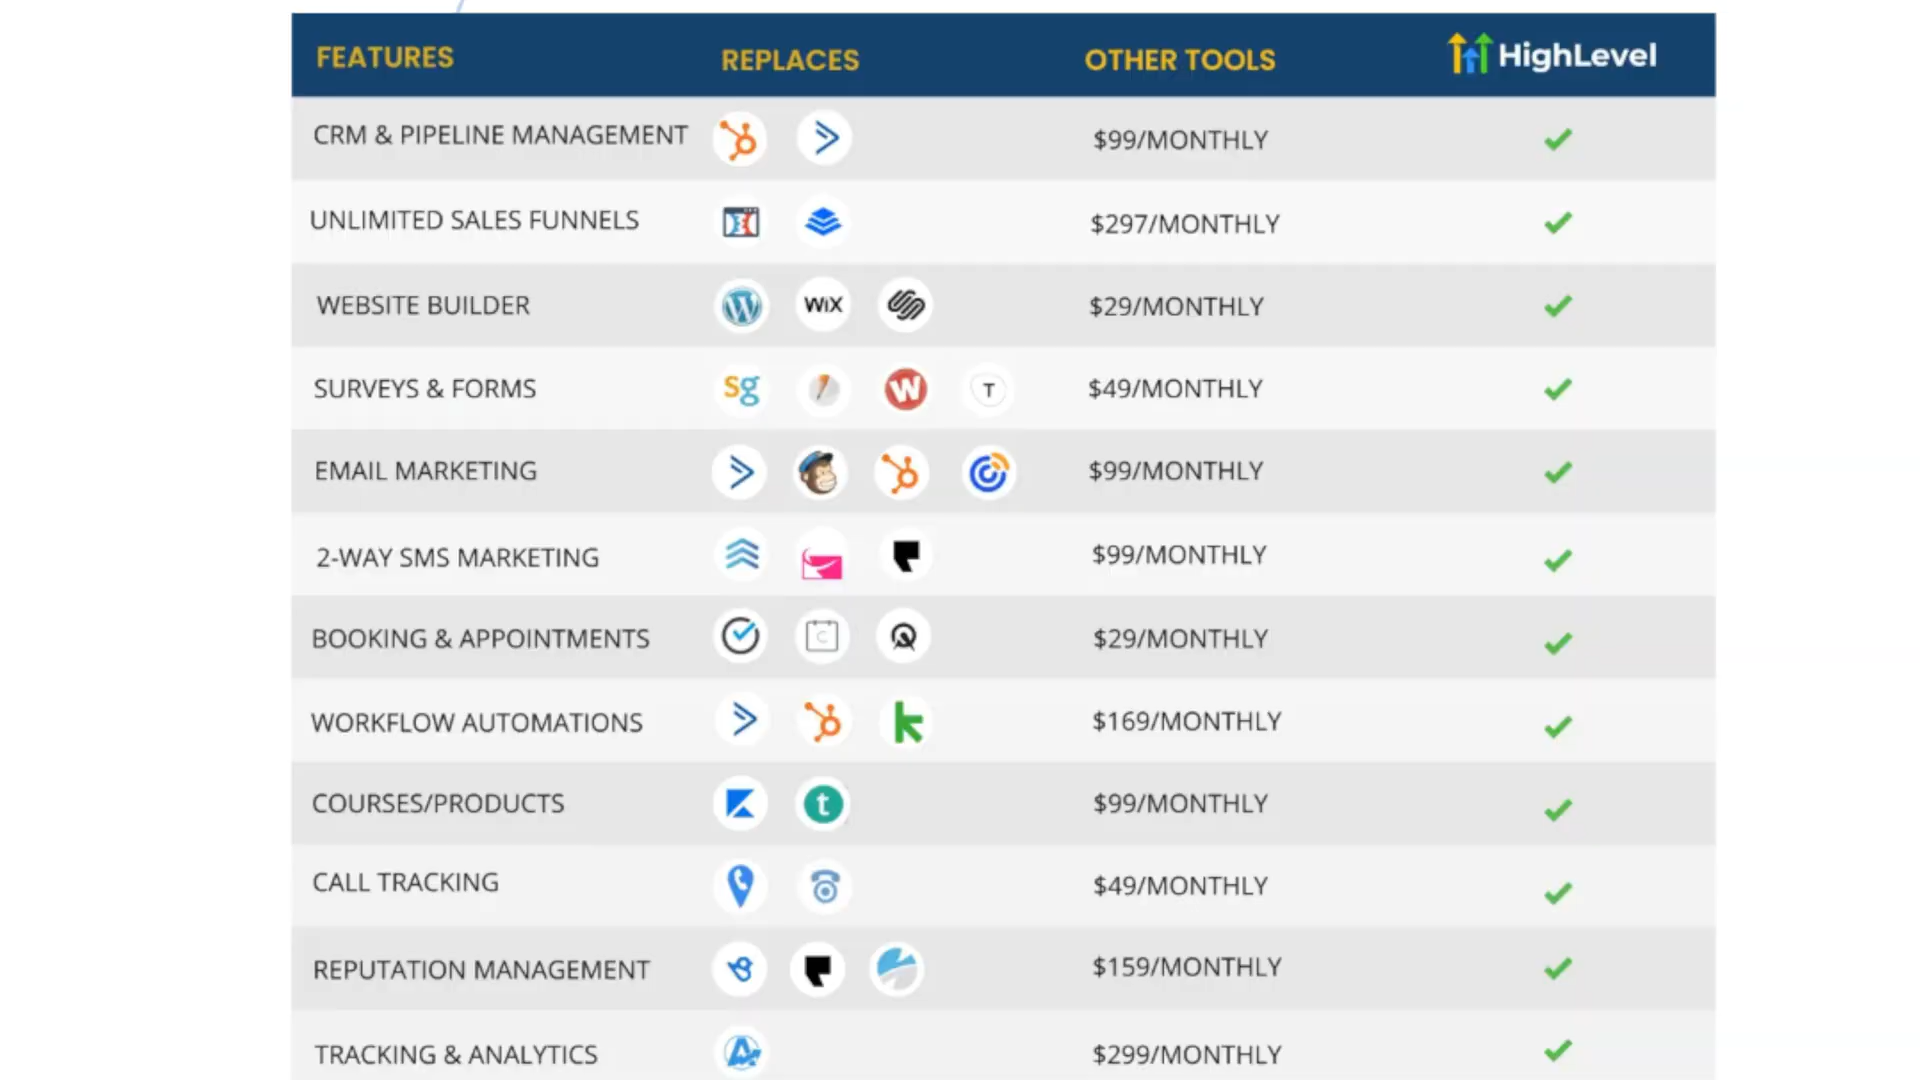 FEATURES REPLACES OTHER TOOLS HighLevel
CRM & PIPELINE MANAGEMENT $99/MONTHLY
UNLIMITED SALES FUNNELS $297/MONTHLY
WEBSITE BUILDER W WiX $29/MONTHLY
SURVEYS & FORMS sg W T $49/MONTHLY
EMAIL MARKETING $99/MONTHLY
2-WAY SMS MARKETING $99/MONTHLY
BOOKING & APPOINTMENTS C $29/MONTHLY
WORKFLOW AUTOMATIONS k $169/MONTHLY
COURSES/PRODUCTS t $99/MONTHLY
CALL TRACKING $49/MONTHLY
REPUTATION MANAGEMENT $159/MONTHLY
TRACKING & ANALYTICS A $299/MONTHLY